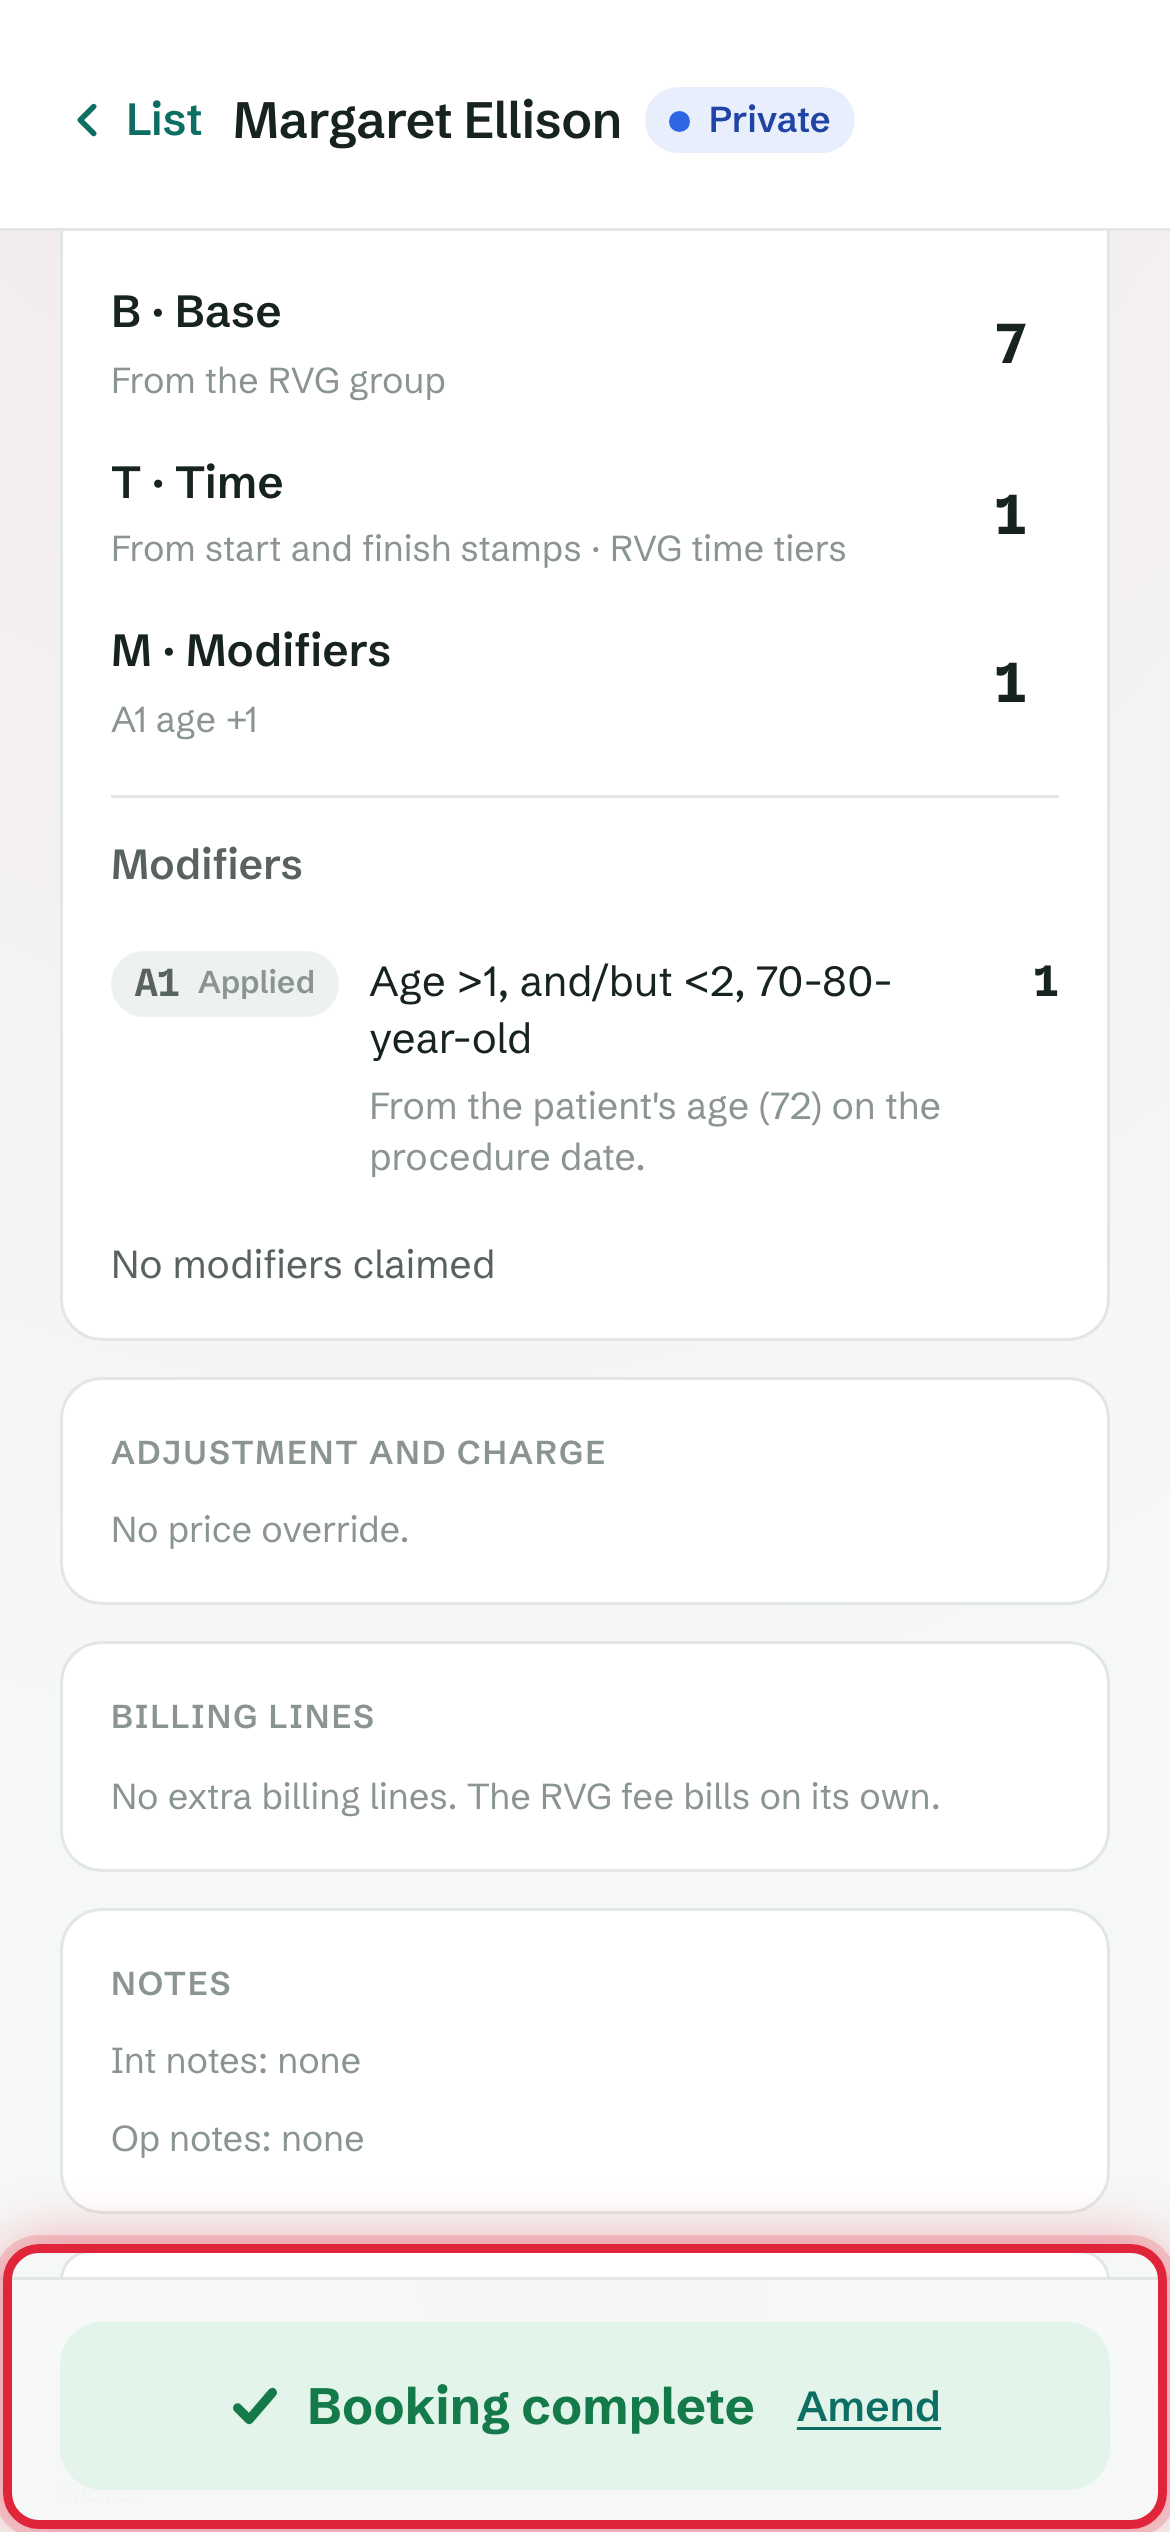 List Margaret Ellison Private
B · Base
7
From the RVG group
T · Time
1
From start and finish stamps · RVG time tiers
M · Modifiers
1
A1 age +1
Modifiers
A1 Applied Age >1, and/but <2, 70-80- 1
year-old
From the patient's age (72) on the
procedure date.
No modifiers claimed
ADJUSTMENT AND CHARGE
No price override.
BILLING LINES
No extra billing lines. The RVG fee bills on its own.
NOTES
Int notes: none
Op notes: none
Booking complete Amend